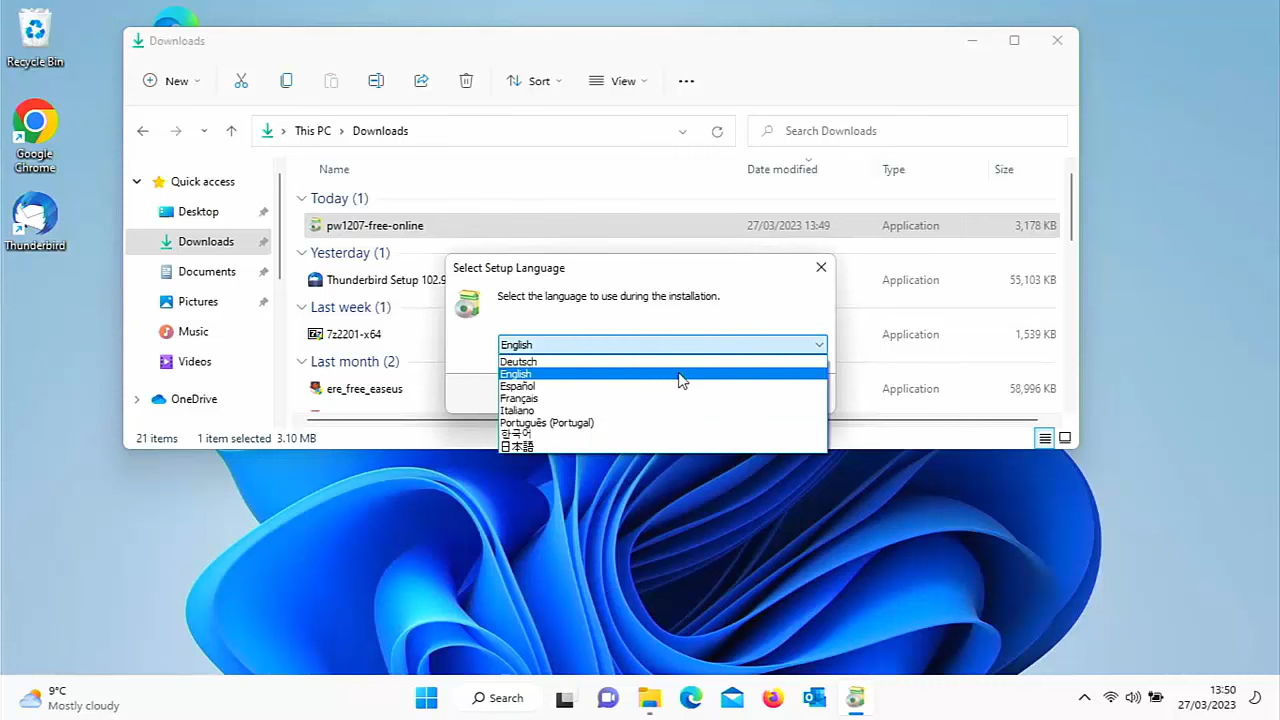 Recycle Bin
Google
Chrome
Thunderbird
Downloads
New
Sort
View
This PC
Downloads
Search Downloads
Name
Date modified
Type
Size
Quick access
Desktop
Downloads
Documents
Pictures
Music
Videos
OneDrive
Today (1)
pw1207-free-online
27/03/2023 13:49
Application
3,178 KB
Yesterday (1)
Thunderbird Setup 102.9
Application
55,103 KB
Last week (1)
7z2201-x64
Application
1,539 KB
Last month (2)
ere_free_easeus
Application
58,996 KB
21 items
1 item selected
3.10 MB
Select Setup Language
Select the language to use during the installation.
English
Deutsch
English
Español
Français
Italiano
Português (Portugal)
한국어
日本語
9°C
Mostly cloudy
Search
13:50
27/03/2023